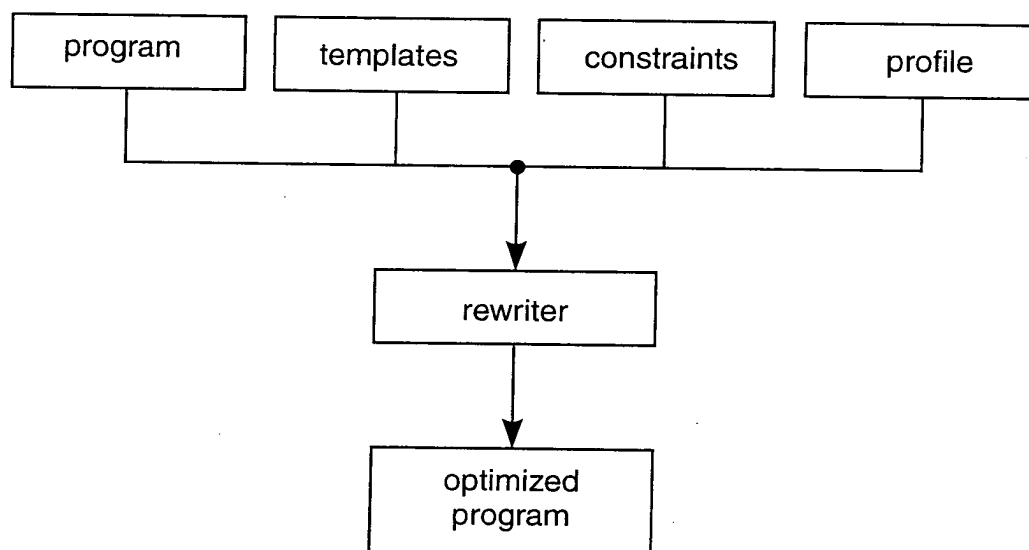 program
templates
constraints
profile
rewriter
optimized
program